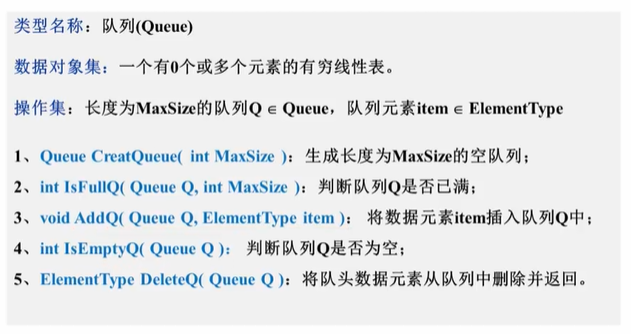 类型名称：队列(Queue)
数据对象集：一个有0个或多个元素的有穷线性表。
操作集：长度为MaxSize的队列Q ∈ Queue，队列元素item ∈ ElementType
1、Queue CreatQueue( int MaxSize )：生成长度为MaxSize的空队列；
2、int IsFullQ( Queue Q, int MaxSize )：判断队列Q是否已满；
3、void AddQ( Queue Q, ElementType item )： 将数据元素item插入队列Q中；
4、int IsEmptyQ( Queue Q )： 判断队列Q是否为空；
5、ElementType DeleteQ( Queue Q )：将队头数据元素从队列中删除并返回。